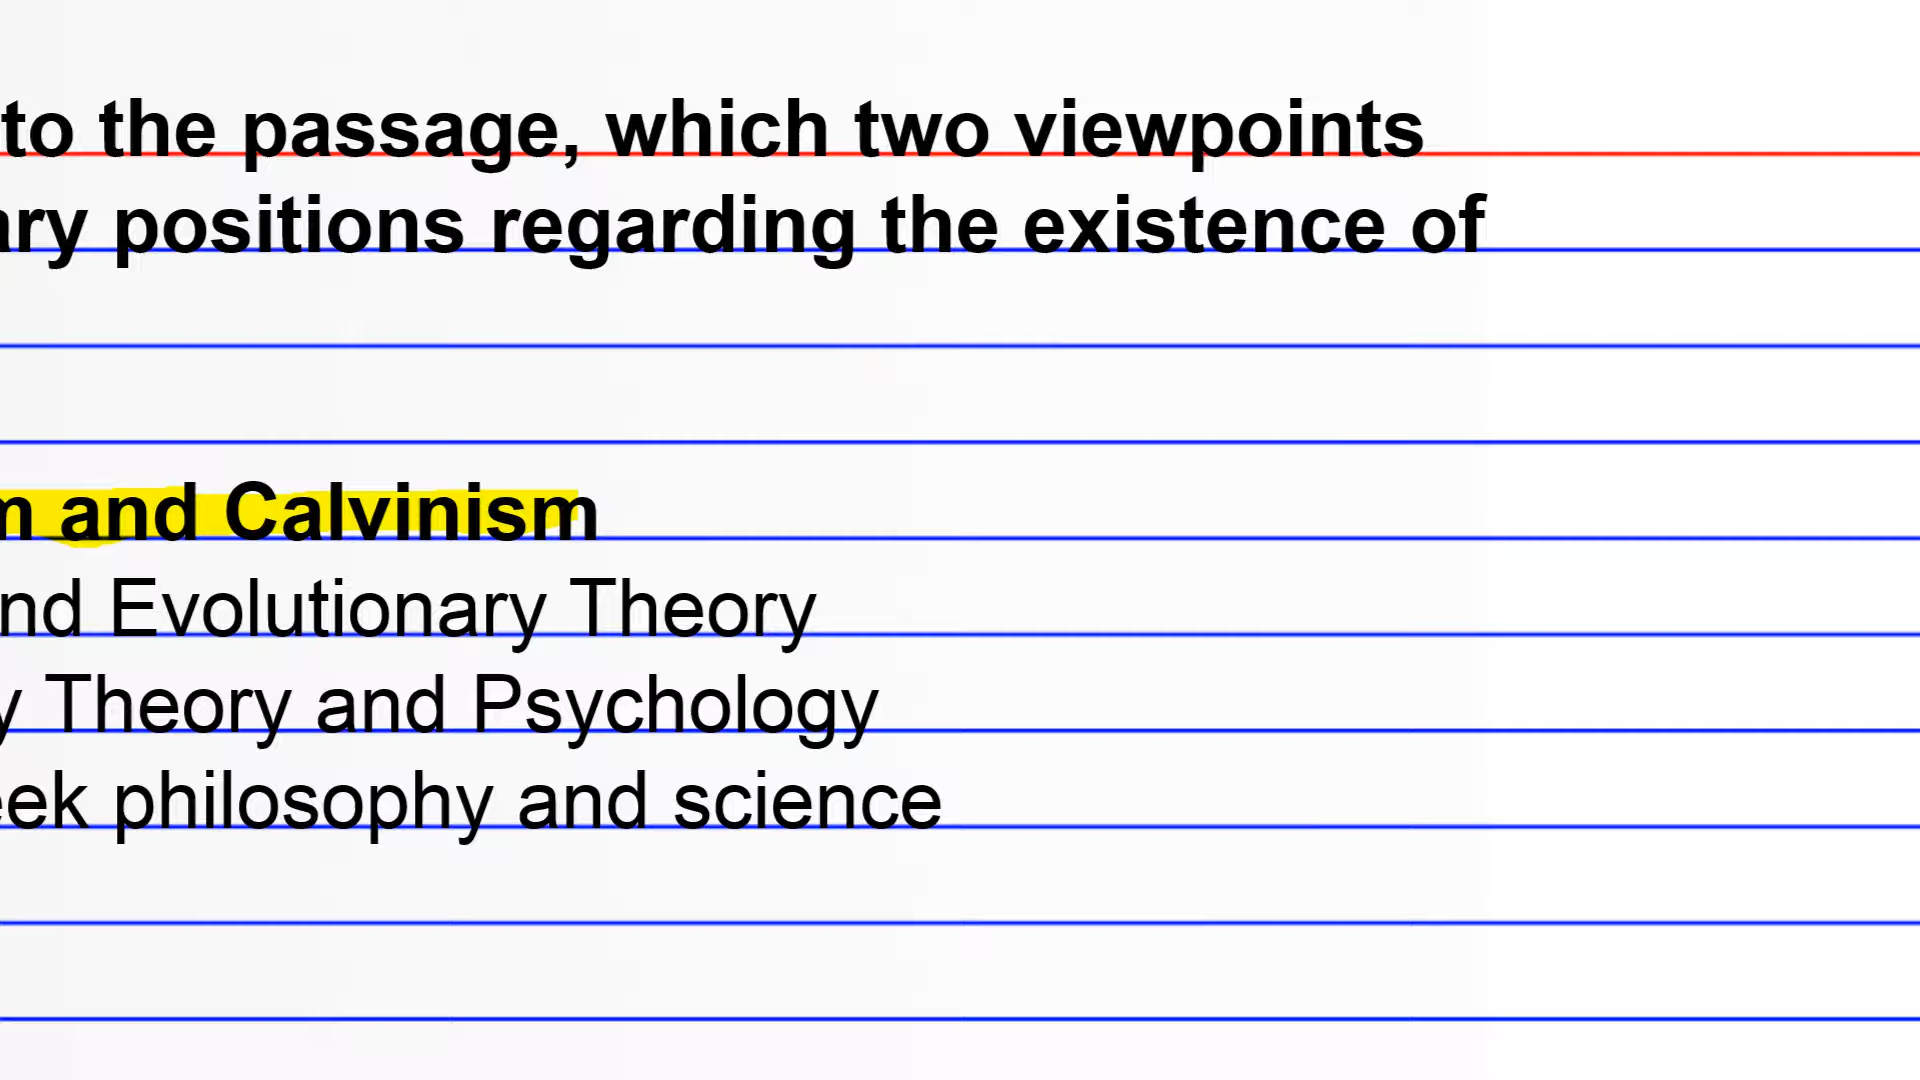 to the passage, which two viewpoints
ary positions regarding the existence of
m and Calvinism
nd Evolutionary Theory
y Theory and Psychology
eek philosophy and science